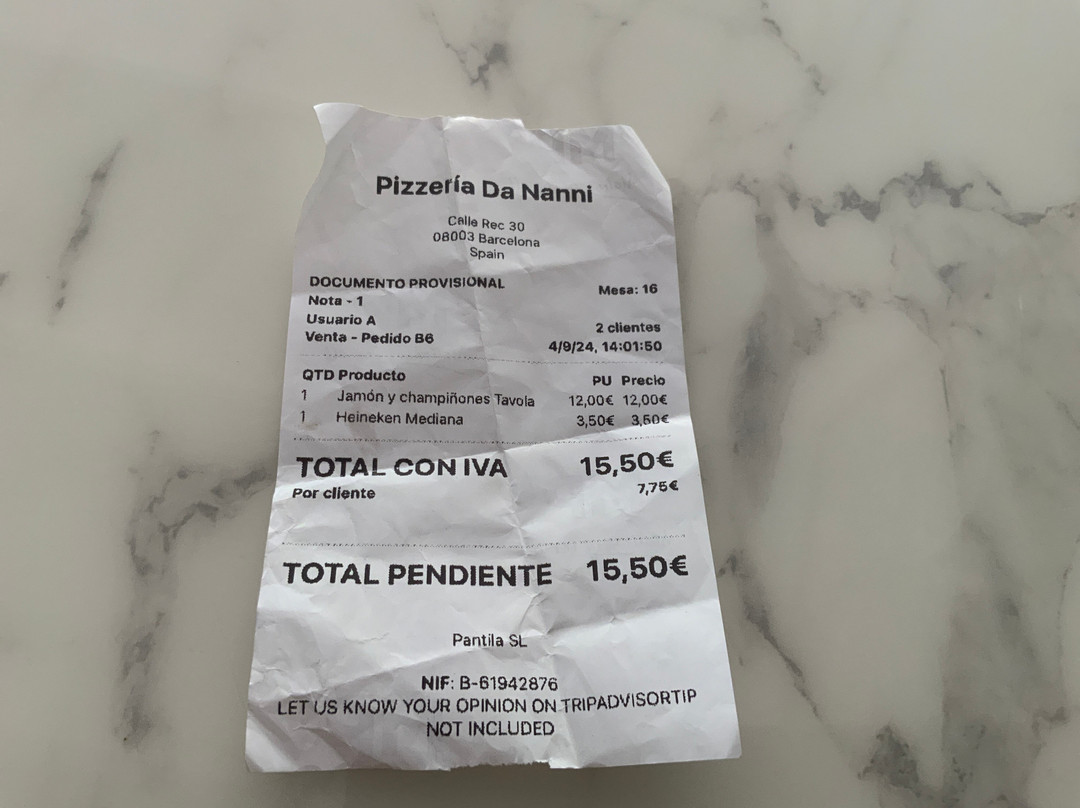 Pizzería Da Nanni
Calle Rec 30
08003 Barcelona
Spain
DOCUMENTO PROVISIONAL
Mesa: 16
Nota - 1
Usuario A
2 clientes
Venta - Pedido B6
4/9/24, 14:01:50
QTD Producto PU Precio
1 Jamón y champiñones Tavola 12,00€ 12,00€
1 Heineken Mediana 3,50€ 3,50€
TOTAL CON IVA 15,50€
Por cliente 7,75€
TOTAL PENDIENTE 15,50€
Pantila SL
NIF: B-61942876
LET US KNOW YOUR OPINION ON TRIPADVISORTIP
NOT INCLUDED